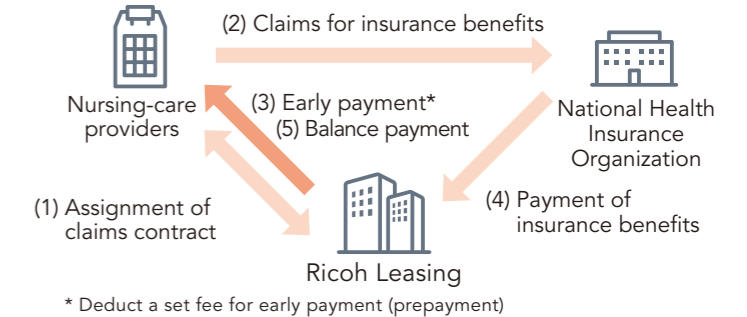 (2) Claims for insurance benefits
Nursing-care
providers
(3) Early payment*
(5) Balance payment
National Health
Insurance
Organization
(1) Assignment of
claims contract
(4) Payment of
insurance benefits
Ricoh Leasing
* Deduct a set fee for early payment (prepayment)